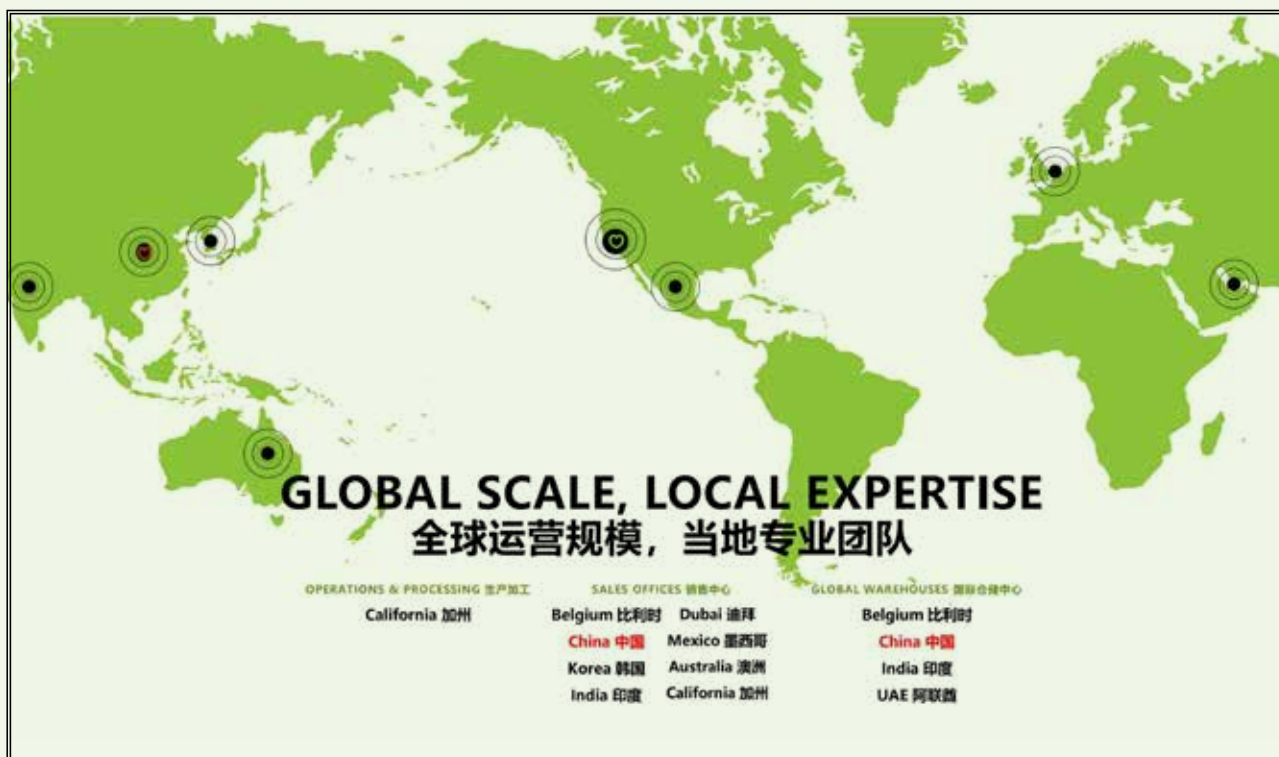 GLOBAL SCALE, LOCAL EXPERTISE
全球运营规模，当地专业团队
OPERATIONS & PROCESSING 生产加工
California 加州
SALES OFFICES 销售中心
Belgium 比利时 Dubai 迪拜
China 中国 Mexico 墨西哥
Korea 韩国 Australia 澳洲
India 印度 California 加州
GLOBAL WAREHOUSES 国际仓储中心
Belgium 比利时
China 中国
India 印度
UAE 阿联酋